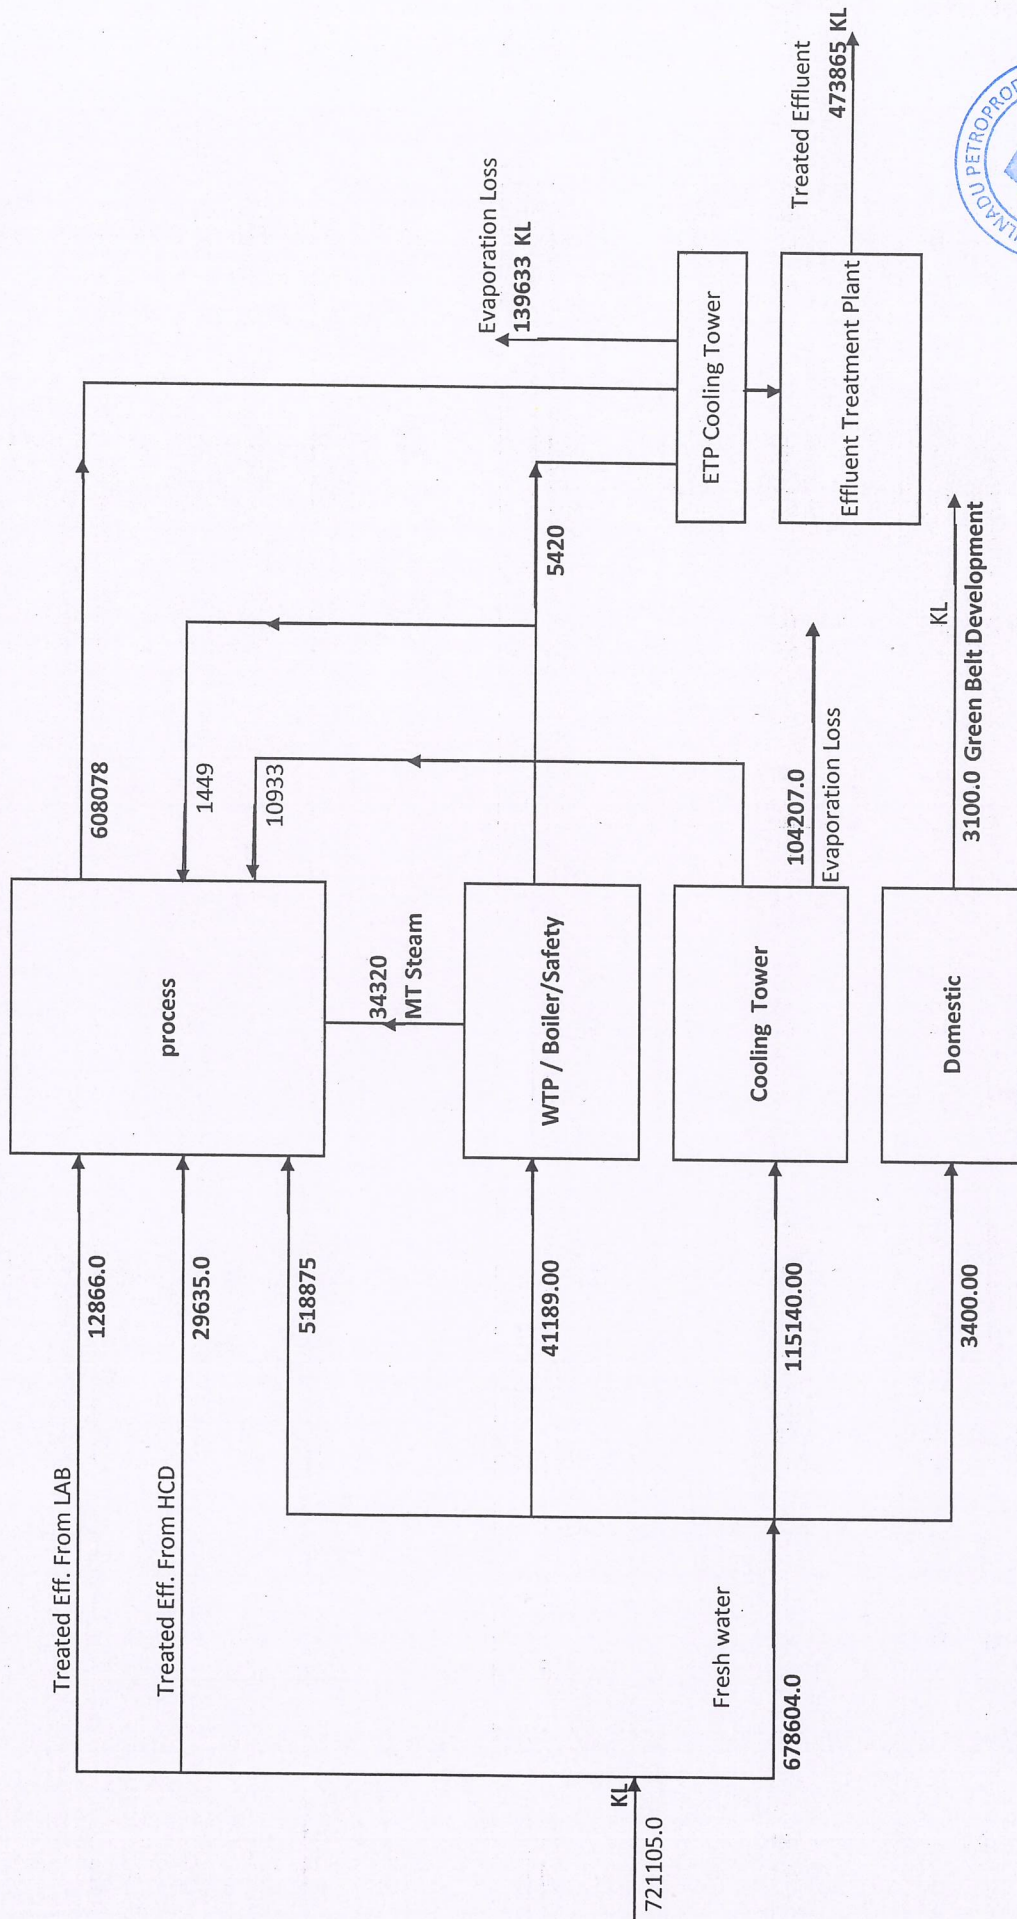 Treated Eff. From LAB
12866.0
Treated Eff. From HCD
29635.0
518875
KL
721105.0
Fresh water
678604.0
41189.00
115140.00
3400.00
process
34320
MT Steam
WTP / Boiler/Safety
Cooling Tower
Domestic
608078
1449
10933
5420
104207.0
Evaporation Loss
KL
3100.0 Green Belt Development
Evaporation Loss
139633 KL
ETP Cooling Tower
Effluent Treatment Plant
Treated Effluent
473865 KL
ILNADU PETROPROD